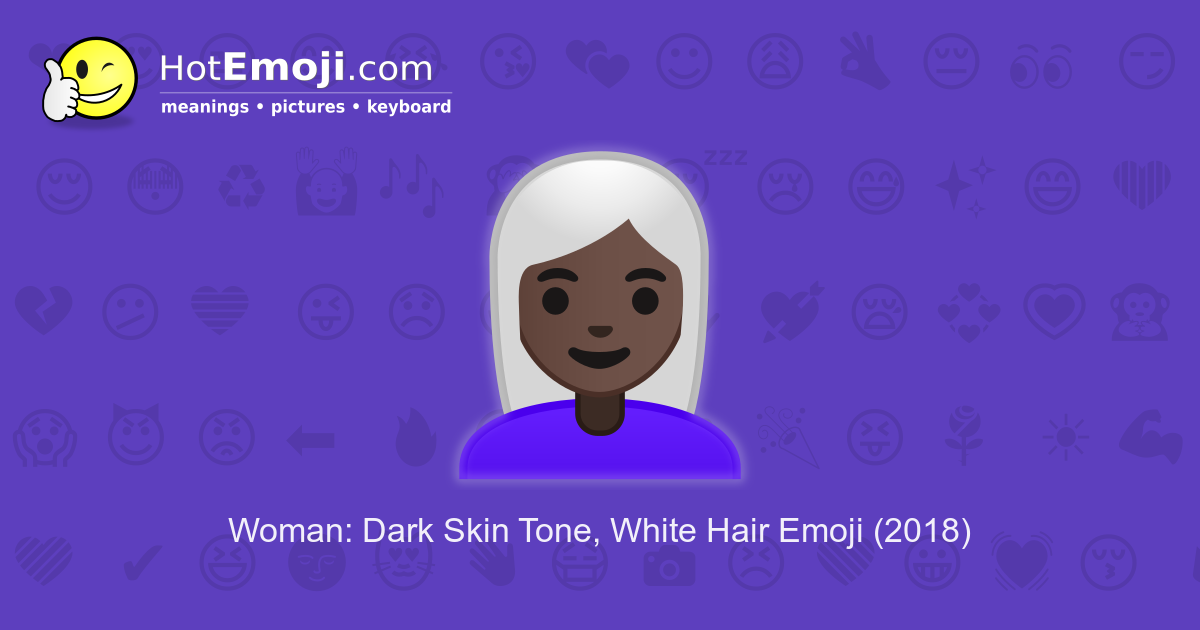 HotEmoji.com
meanings • pictures • keyboard
zzz
Woman: Dark Skin Tone, White Hair Emoji (2018)